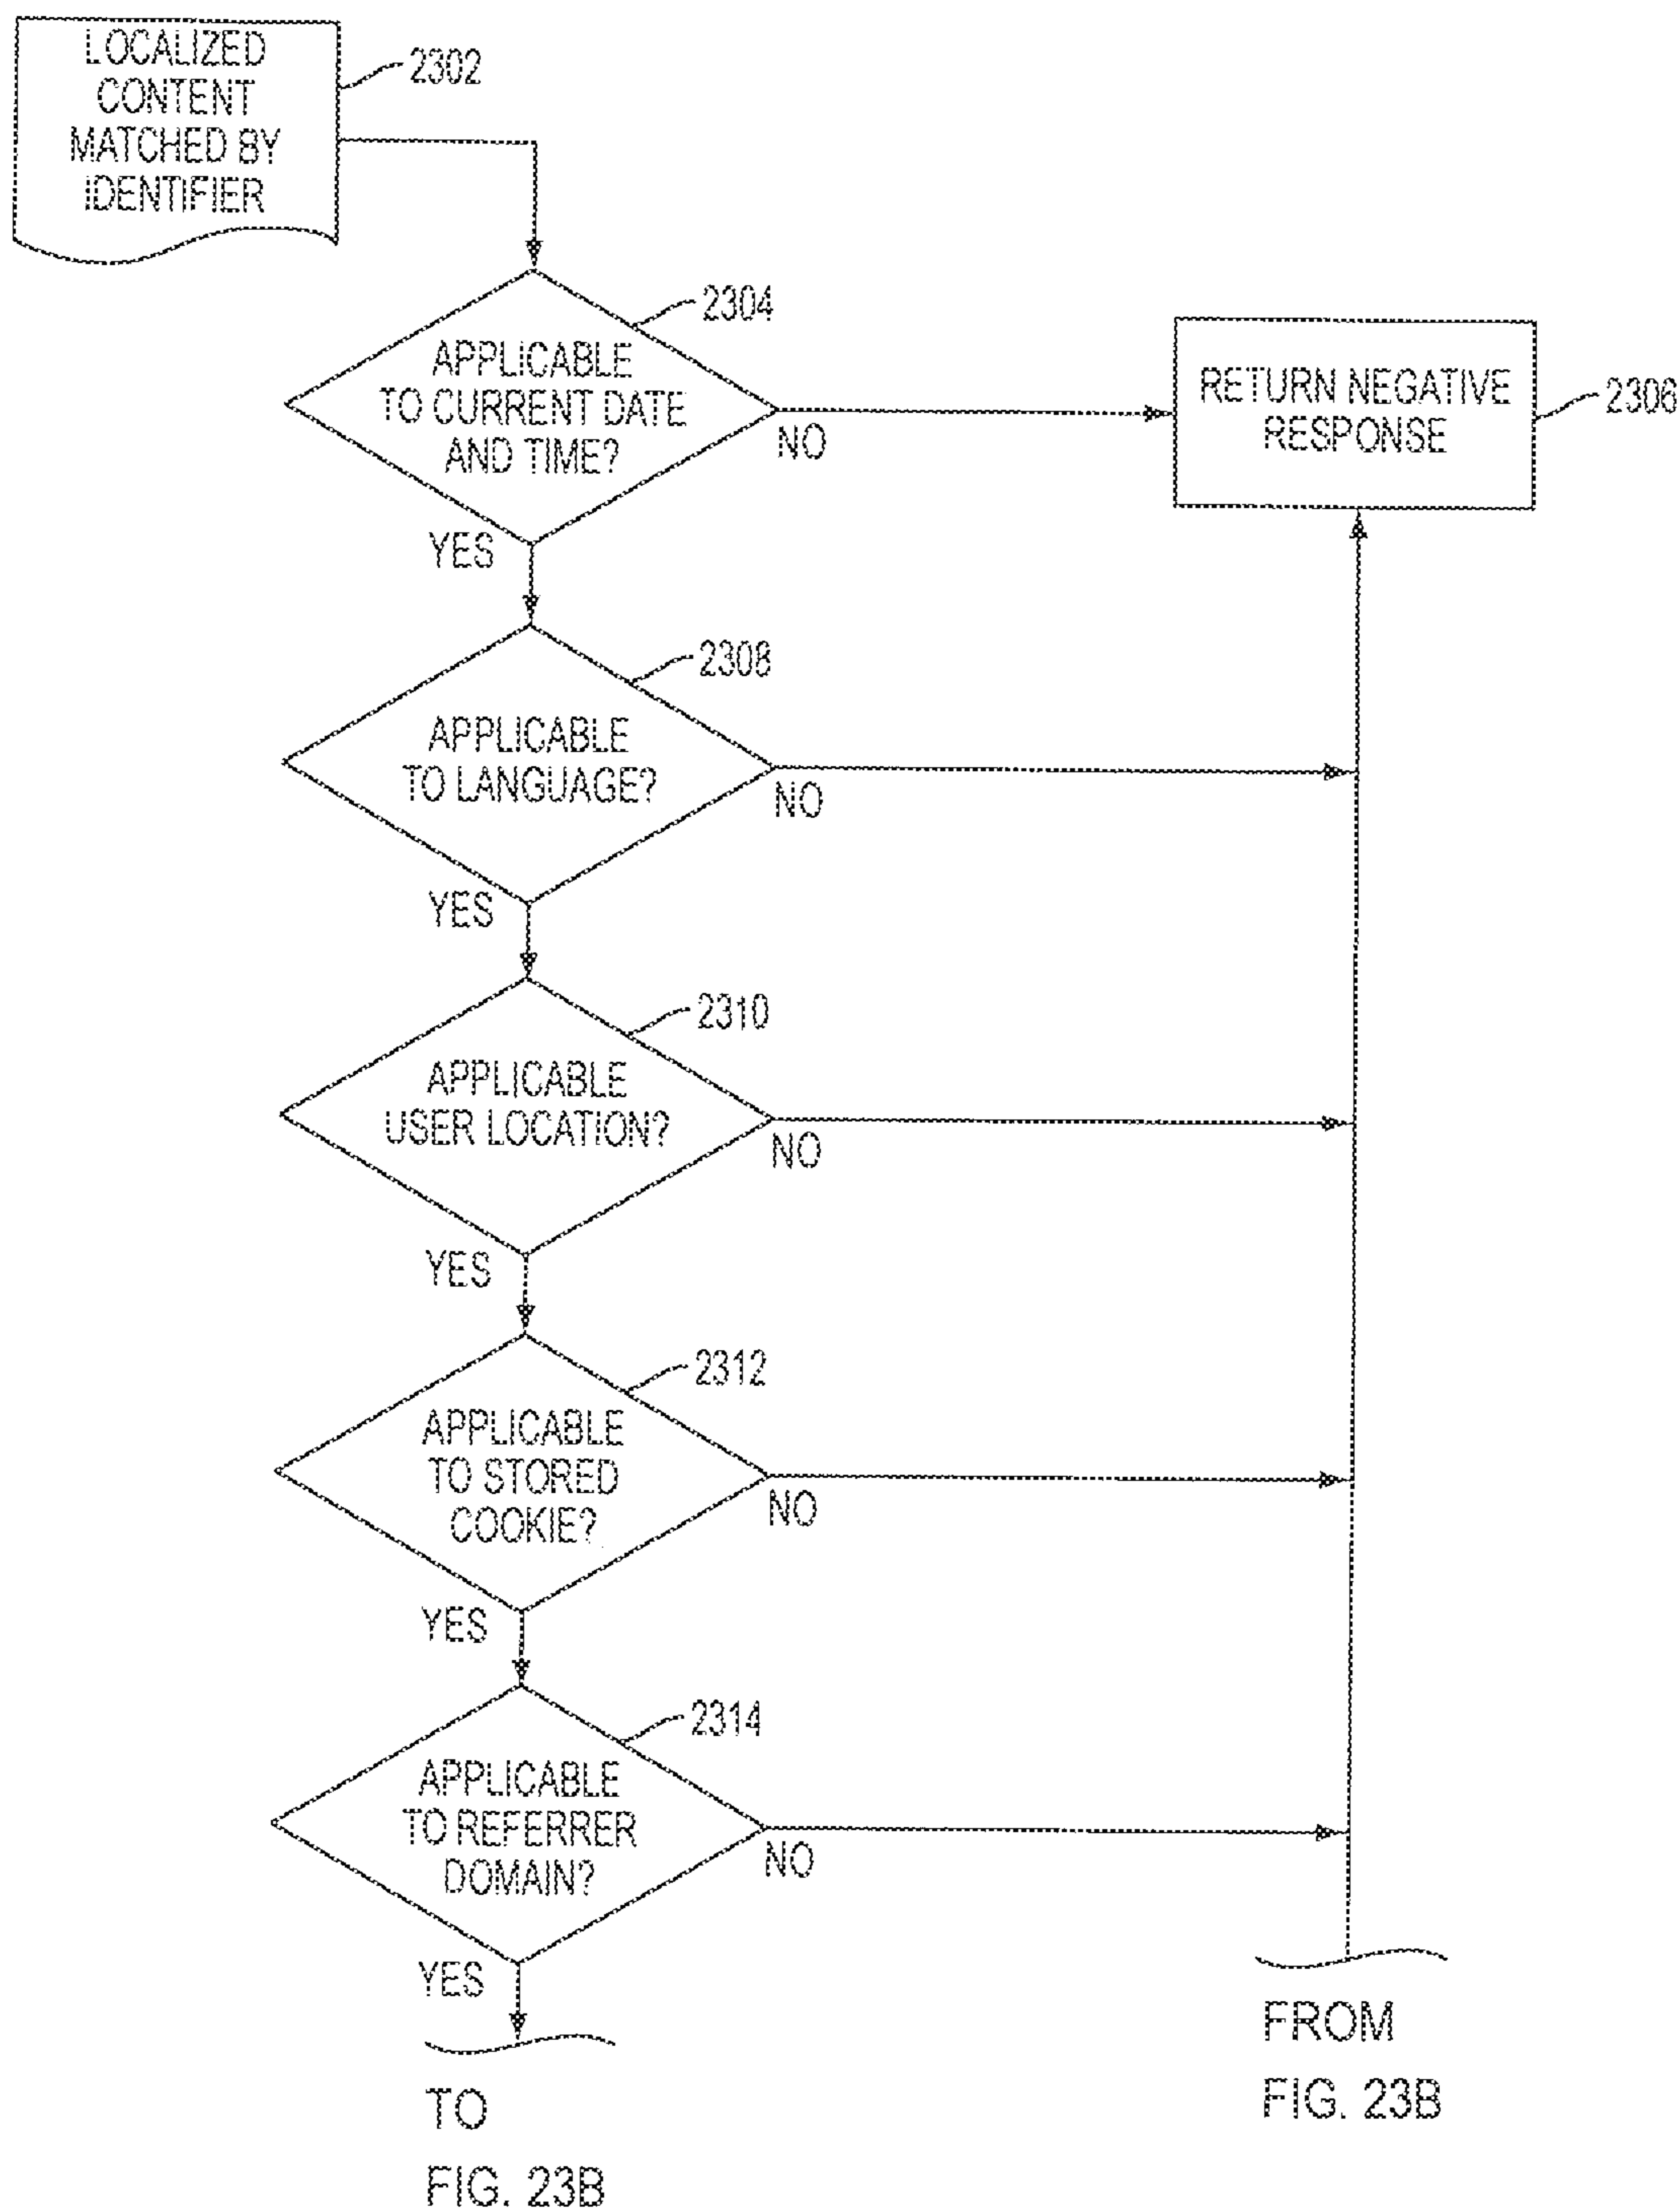 LOCALIZED
CONTENT
MATCHED BY
IDENTIFIER
2302
2304
APPLICABLE
TO CURRENT DATE
AND TIME?
NO
YES
RETURN NEGATIVE
RESPONSE
2306
2308
APPLICABLE
TO LANGUAGE?
NO
YES
2310
APPLICABLE
USER LOCATION?
NO
YES
2312
APPLICABLE
TO STORED
COOKIE?
NO
YES
2314
APPLICABLE
TO REFERRER
DOMAIN?
NO
YES
TO
FIG. 23B
FROM
FIG. 23B